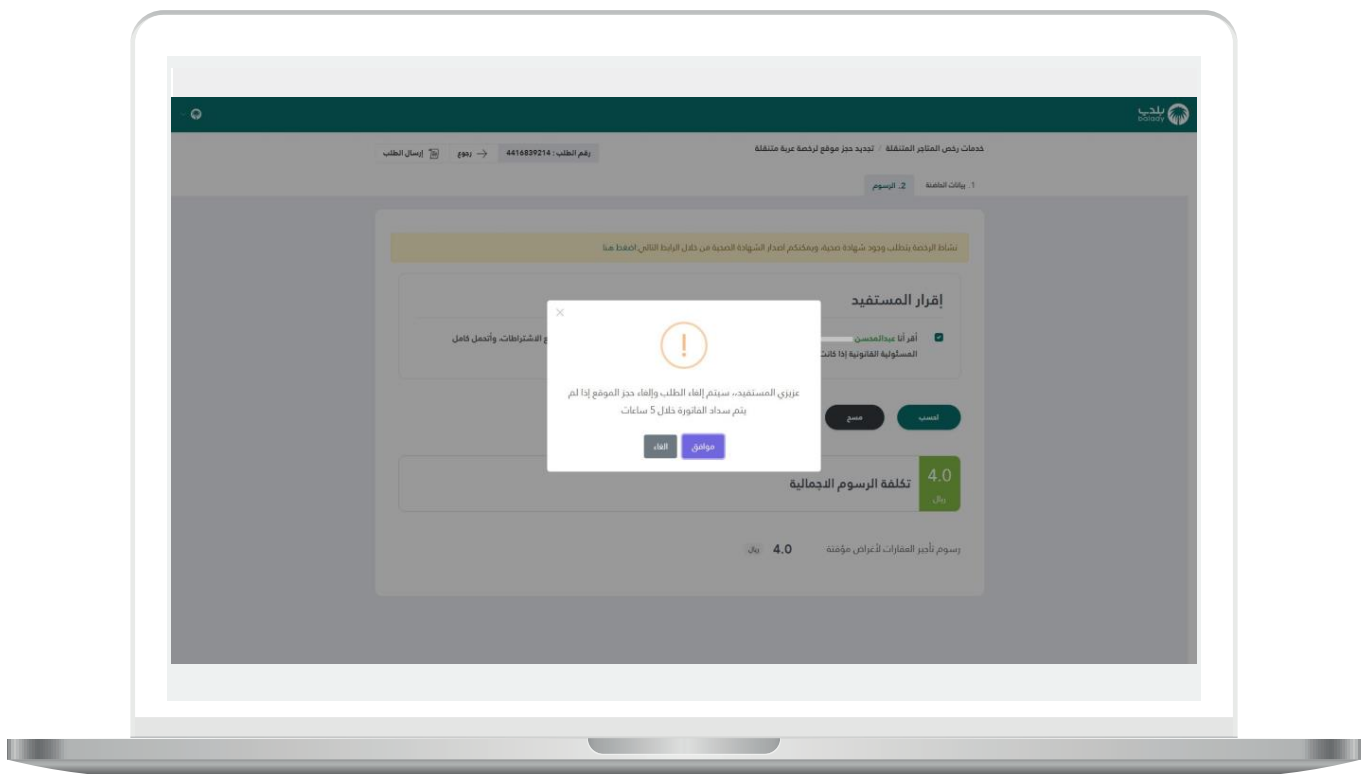 بلدي
balady
خدمات رخص المتاجر المتنقلة / تجديد حجز موقع لرخصة عربة متنقلة
رقم الطلب : 4416839214
رجوع
إرسال الطلب
1. بيانات الحاضنة
2. الرسوم
نشاط الرخصة يتطلب وجود شهادة صحية، ويمكنكم اصدار الشهادة الصحية من خلال الرابط التالي: اضغط هنا
إقرار المستفيد
أقر أنا عبدالمحسن
ع الاشتراطات، وأتحمل كامل
المسئولية القانونية إذا كانت
عزيزي المستفيد،، سيتم إلغاء الطلب وإلغاء حجز الموقع إذا لم
يتم سداد الفاتورة خلال 5 ساعات
موافق
الغاء
احسب
مسح
4.0
ريال
تكلفة الرسوم الاجمالية
رسوم تأجير العقارات لأغراض مؤقتة
4.0 ريال